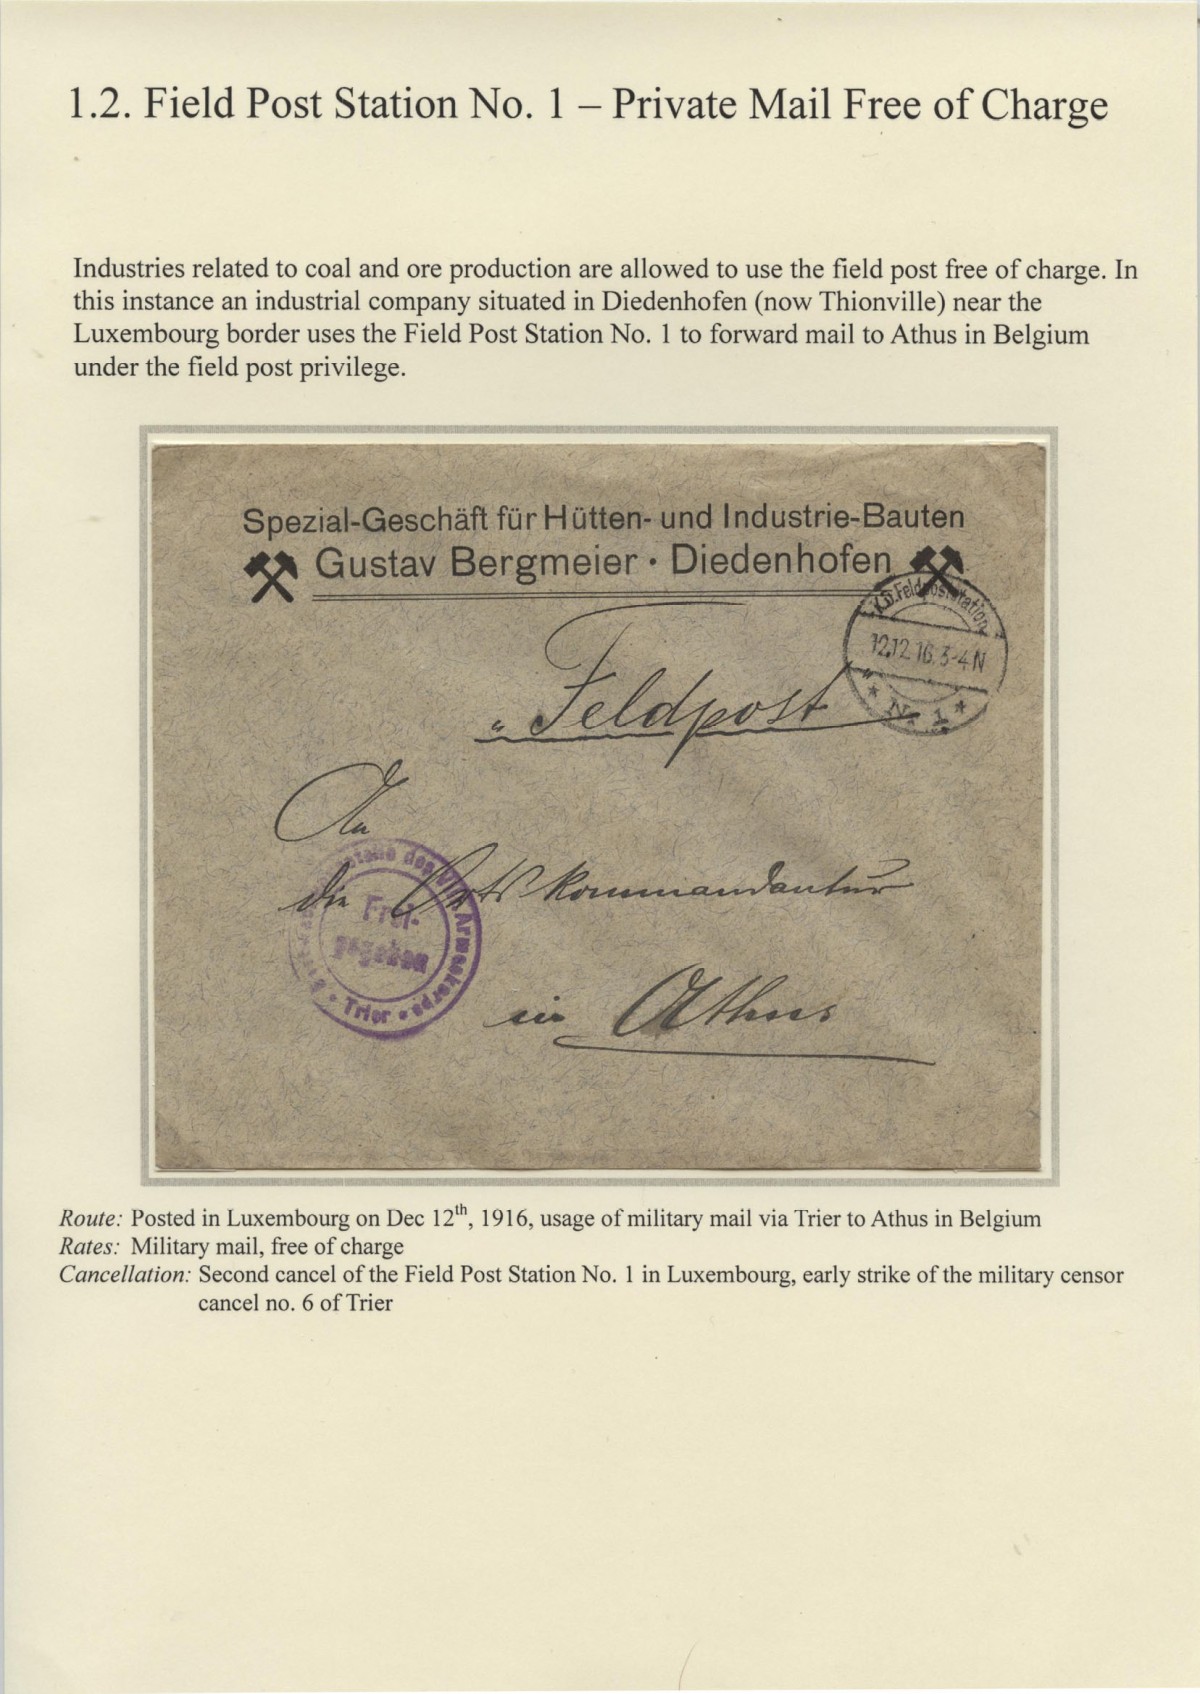 1.2. Field Post Station No. 1 – Private Mail Free of Charge
Industries related to coal and ore production are allowed to use the field post free of charge. In
this instance an industrial company situated in Diedenhofen (now Thionville) near the
Luxembourg border uses the Field Post Station No. 1 to forward mail to Athus in Belgium
under the field post privilege.
Spezial-Geschäft für Hütten- und Industrie-Bauten
Gustav Bergmeier · Diedenhofen
K.D. Feldpoststation
12.12.16. 3-4 N
* Nr. 1 *
„Feldpost"
An
die Ortskommandantur
in Athus
des Armeekorps
Frei-
gegeben
Trier
Route: Posted in Luxembourg on Dec 12th, 1916, usage of military mail via Trier to Athus in Belgium
Rates: Military mail, free of charge
Cancellation: Second cancel of the Field Post Station No. 1 in Luxembourg, early strike of the military censor
cancel no. 6 of Trier